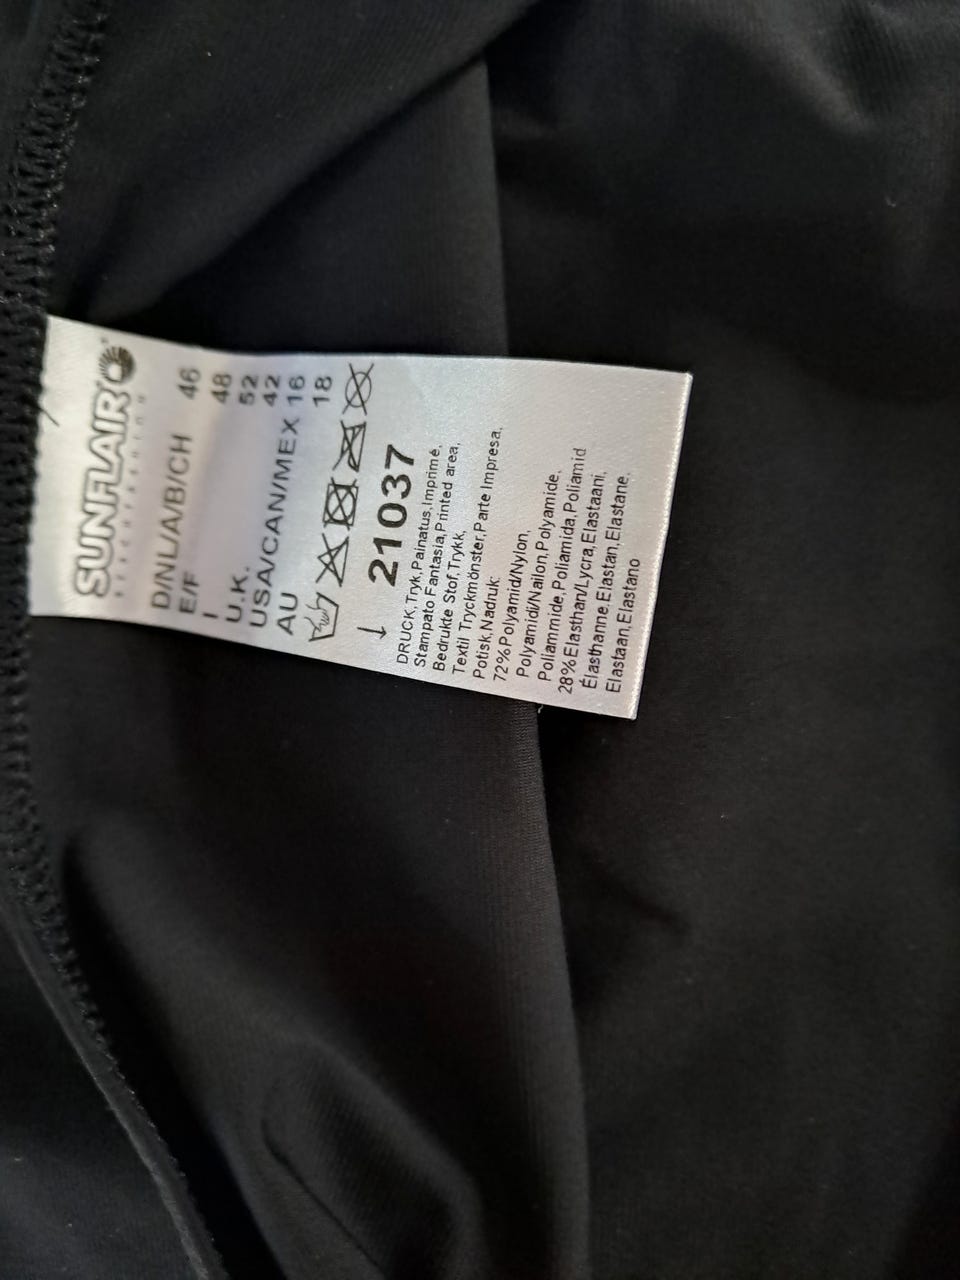 SUNFLAIR®
BEACHFASHION
D/NL/A/B/CH 46
E/F 48
I 52
U.K. 42
USA/CAN/MEX 16
AU 18
21037
DRUCK,Tryk,Painatus,Imprimé,
Stampato Fantasia,Printed area,
Bedrukte Stof,Trykk,
Textil Tryckmönster,Parte Impresa,
Potisk,Nadruk:
72%Polyamid/Nylon,
Polyamidi/Nailon,Polyamide,
Poliammide,Poliamida,Poliamid
28%Elasthan/Lycra,Elastaani,
Élasthanne,Elastan,Elastane,
Elastaan,Elastano